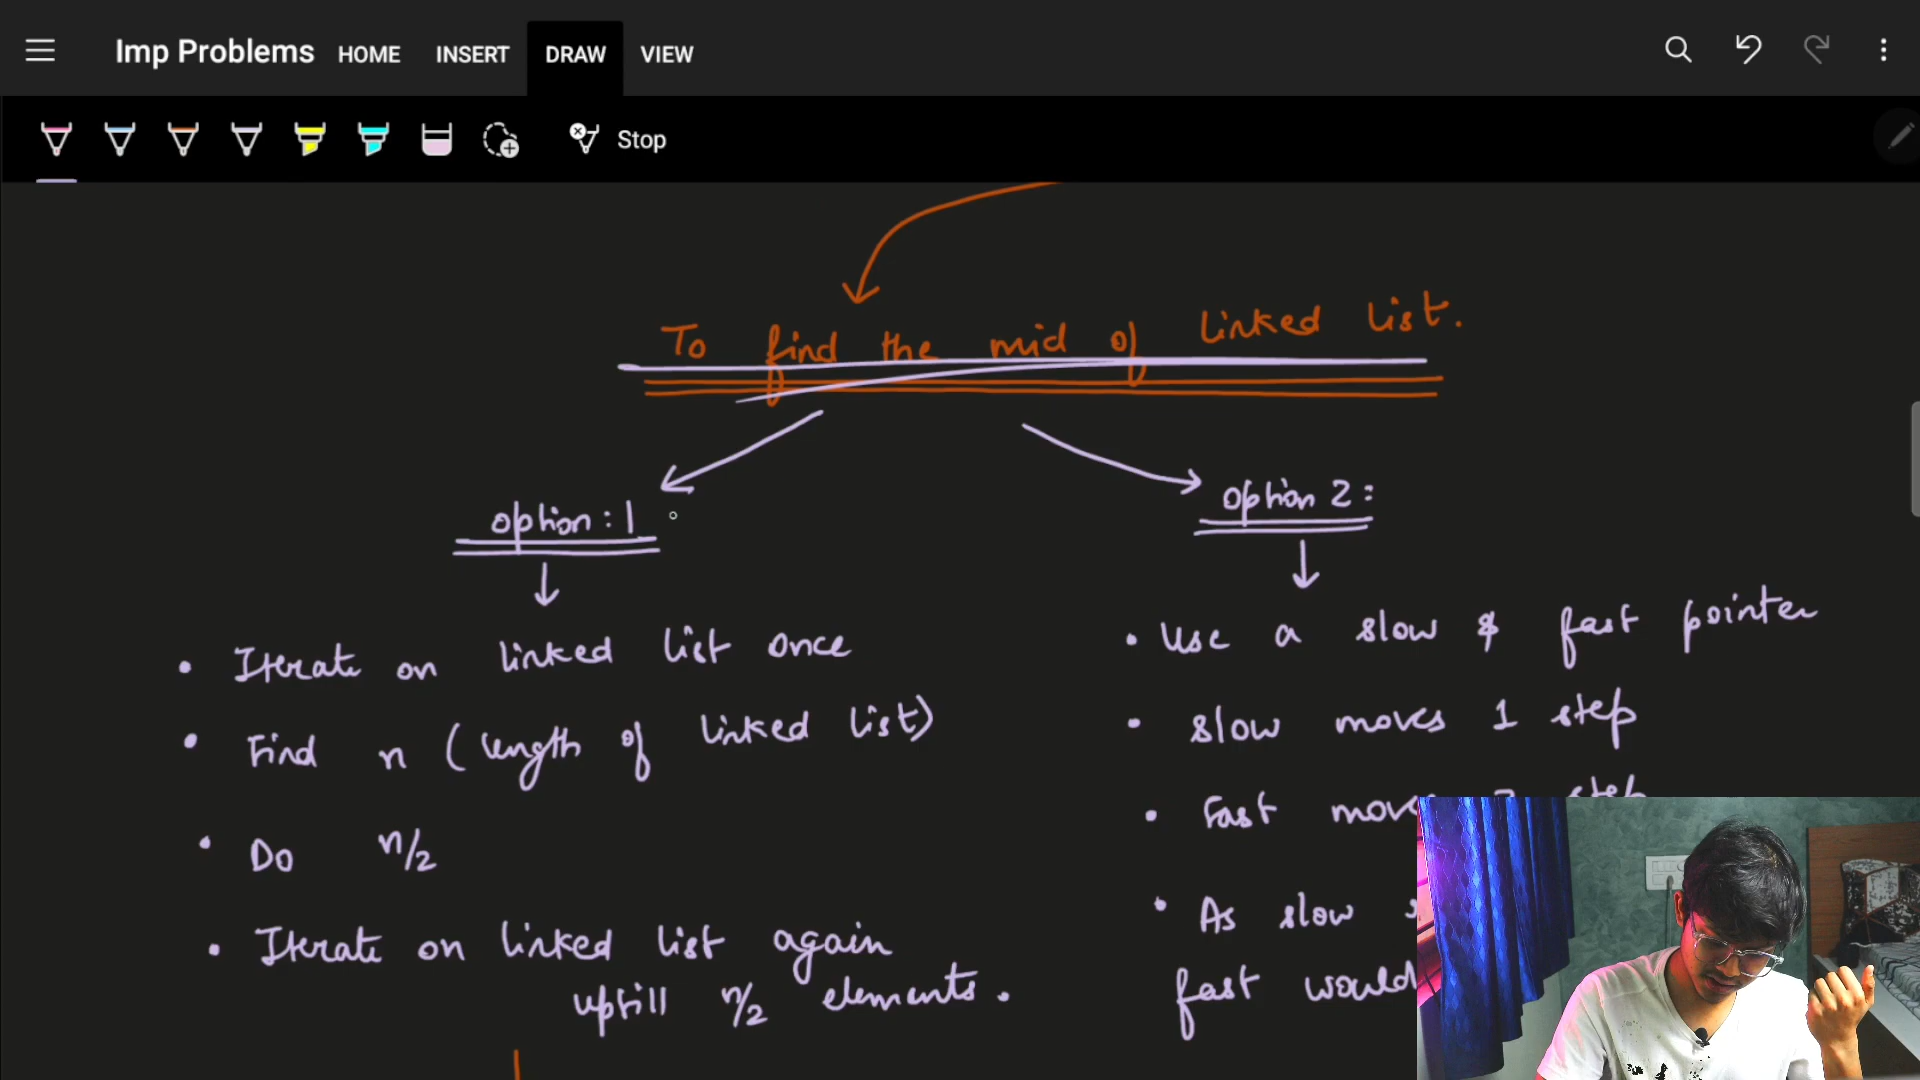 Imp Problems HOME INSERT DRAW VIEW
Stop
To find the mid of linked list.
option : 1
Iterate on linked list once
Find n (length of linked list)
Do n/2
Iterate on linked list again
uptill n/2 elements.
option 2 :
Use a slow & fast pointer
slow moves 1 step
Fast step
As slow
fast would